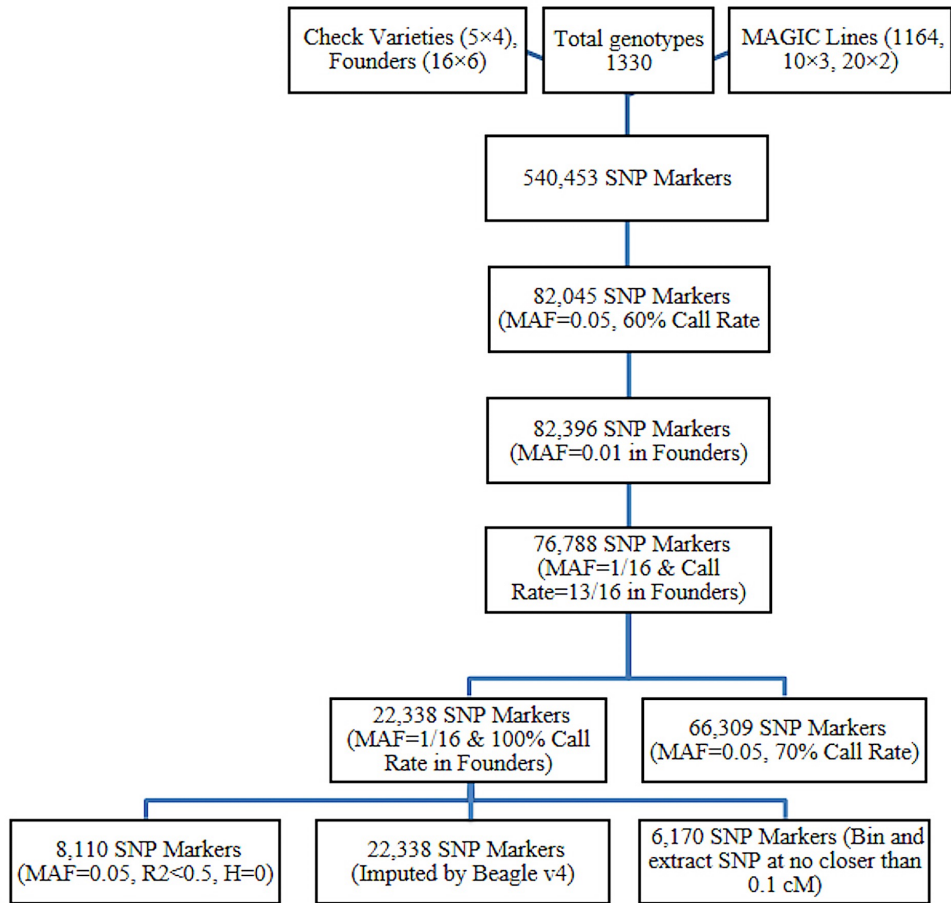 Check Varieties (5×4),
Founders (16×6)
Total genotypes
1330
MAGIC Lines (1164,
10×3, 20×2)
540,453 SNP Markers
82,045 SNP Markers
(MAF=0.05, 60% Call Rate
82,396 SNP Markers
(MAF=0.01 in Founders)
76,788 SNP Markers
(MAF=1/16 & Call
Rate=13/16 in Founders)
22,338 SNP Markers
(MAF=1/16 & 100% Call
Rate in Founders)
66,309 SNP Markers
(MAF=0.05, 70% Call Rate)
8,110 SNP Markers
(MAF=0.05, R2<0.5, H=0)
22,338 SNP Markers
(Imputed by Beagle v4)
6,170 SNP Markers (Bin and
extract SNP at no closer than
0.1 cM)